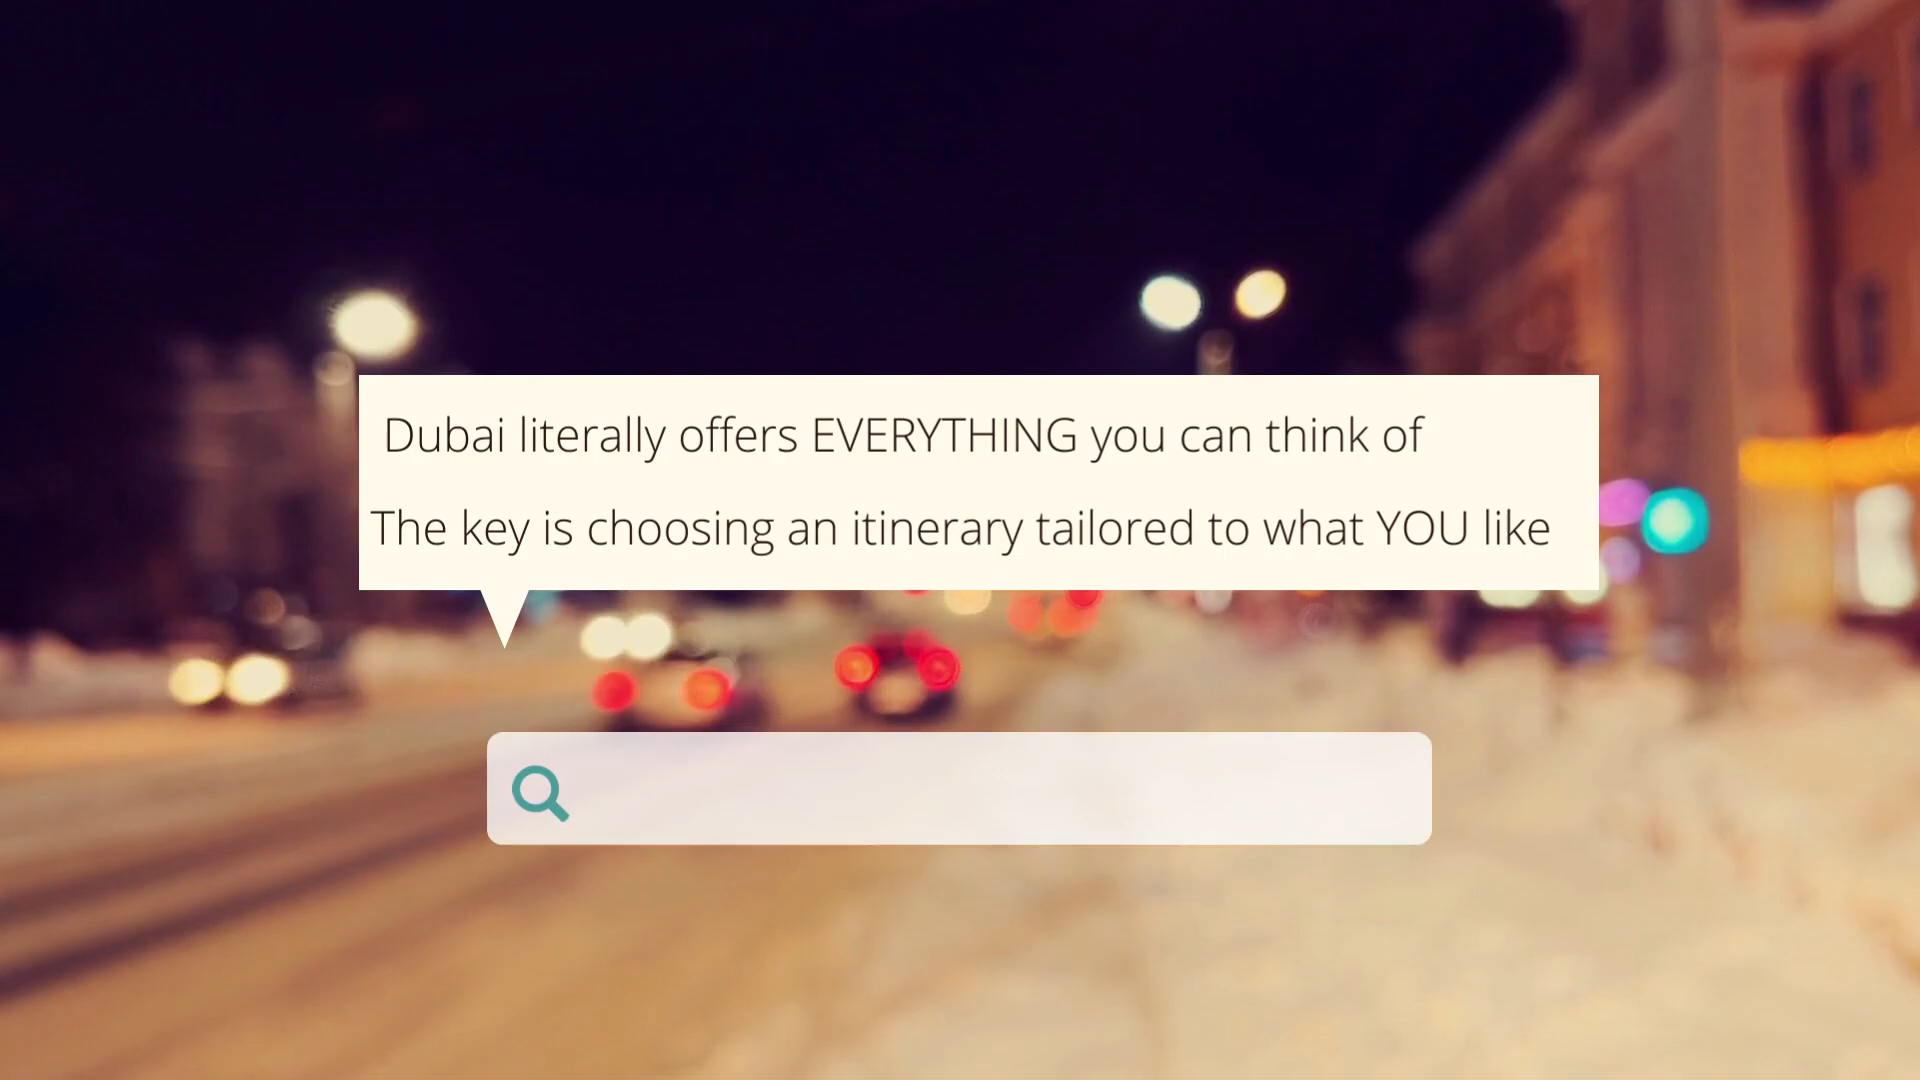 Dubai literally offers EVERYTHING you can think of
The key is choosing an itinerary tailored to what YOU like